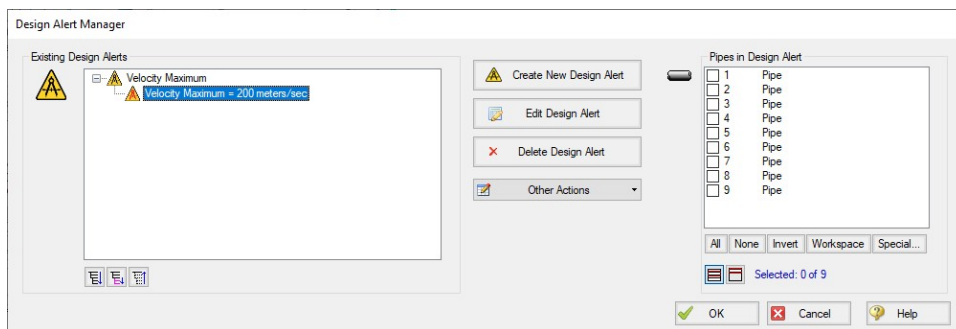 Design Alert Manager
Existing Design Alerts
Velocity Maximum
Velocity Maximum = 200 meters/sec
Create New Design Alert
Edit Design Alert
Delete Design Alert
Other Actions
Pipes in Design Alert
1 Pipe
2 Pipe
3 Pipe
4 Pipe
5 Pipe
6 Pipe
7 Pipe
8 Pipe
9 Pipe
All None Invert Workspace Special...
Selected: 0 of 9
OK Cancel Help